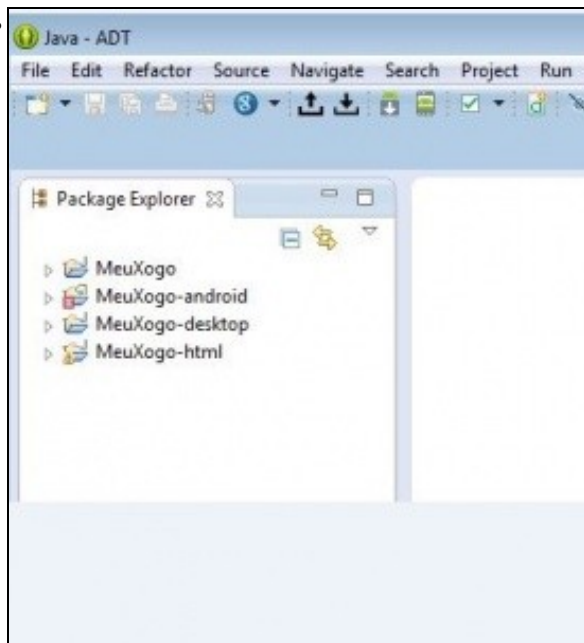 Java - ADT
File Edit Refactor Source Navigate Search Project Run
Package Explorer
MeuXogo
MeuXogo-android
MeuXogo-desktop
MeuXogo-html